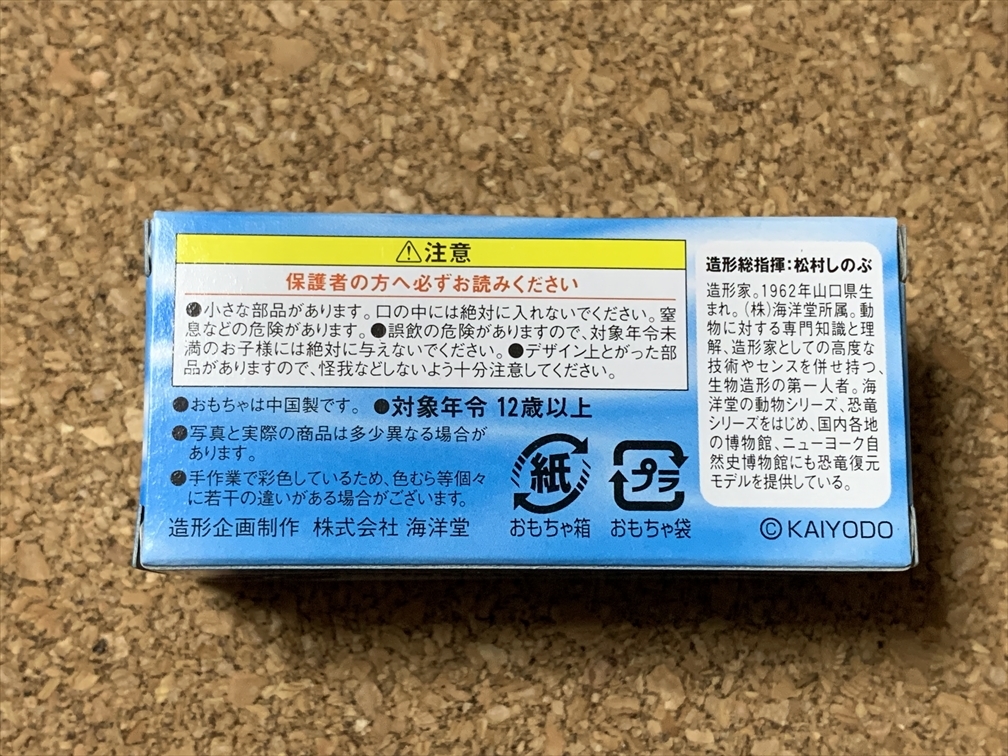 ⚠注意
保護者の方へ必ずお読みください
●小さな部品があります。口の中には絶対に入れないでください。窒
息などの危険があります。●誤飲の危険がありますので、対象年令未
満のお子様には絶対に与えないでください。●デザイン上とがった部
品がありますので、怪我などしないよう十分注意してください。
●おもちゃは中国製です。●対象年令 12歳以上
●写真と実際の商品は多少異なる場合が
あります。
●手作業で彩色しているため、色むら等個々
に若干の違いがある場合がございます。
造形企画制作 株式会社 海洋堂
紙
おもちゃ箱
プラ
おもちゃ袋
造形総指揮:松村しのぶ
造形家。1962年山口県生
まれ。(株)海洋堂所属。動
物に対する専門知識と理
解、造形家としての高度な
技術やセンスを併せ持つ、
生物造形の第一人者。海
洋堂の動物シリーズ、恐竜
シリーズをはじめ、国内各地
の博物館、ニューヨーク自
然史博物館にも恐竜復元
モデルを提供している。
©KAIYODO